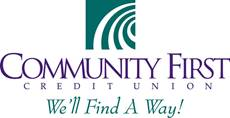 COMMUNITY FIRST
CREDIT UNION
We'll Find A Way!